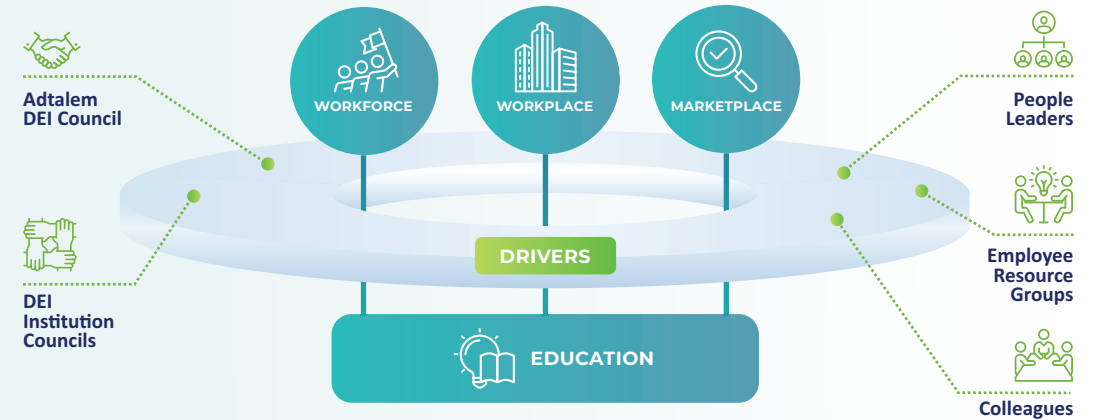 WORKFORCE
WORKPLACE
MARKETPLACE
Adtalem
DEI Council
People
Leaders
DRIVERS
Employee
Resource
Groups
DEI
Institution
Councils
EDUCATION
Colleagues